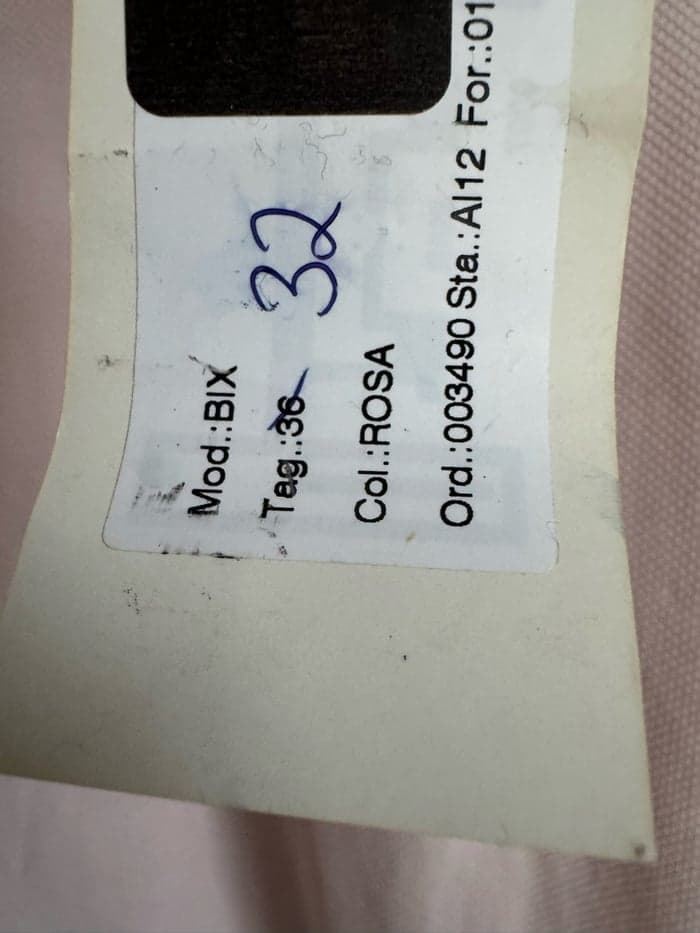 Mod.:BIX
Tag.:36 32
Col.:ROSA
Ord.:003490 Sta.:AI12 For.:01